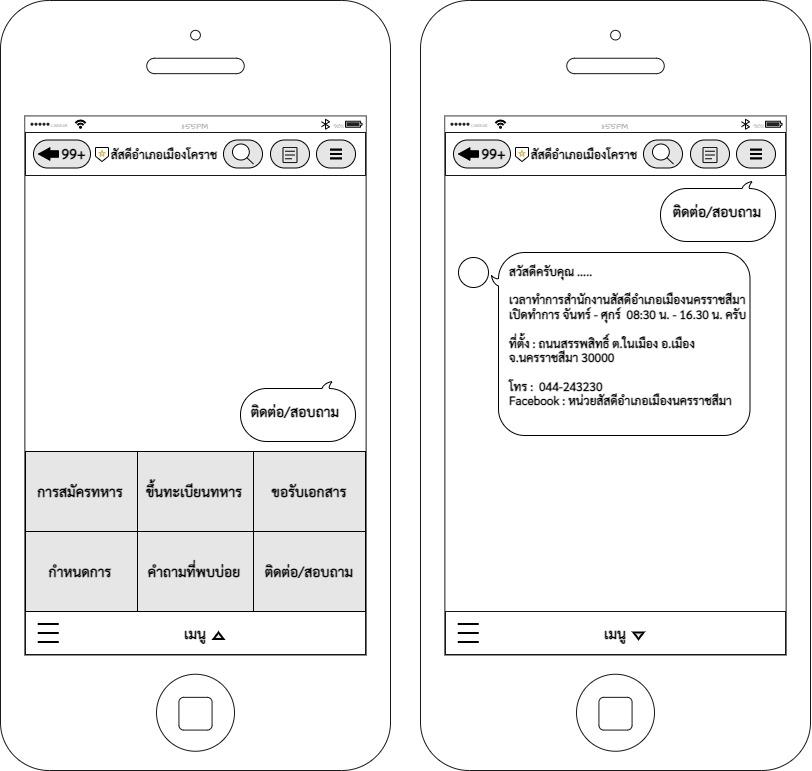 1:55PM
99+ สัสดีอำเภอเมืองโคราช
ติดต่อ/สอบถาม
การสมัครทหาร ขึ้นทะเบียนทหาร ขอรับเอกสาร
กำหนดการ คำถามที่พบบ่อย ติดต่อ/สอบถาม
เมนู
1:55PM
99+ สัสดีอำเภอเมืองโคราช
ติดต่อ/สอบถาม
สวัสดีครับคุณ .....
เวลาทำการสำนักงานสัสดีอำเภอเมืองนครราชสีมา
เปิดทำการ จันทร์ - ศุกร์ 08:30 น. - 16.30 น. ครับ
ที่ตั้ง : ถนนสรรพสิทธิ์ ต.ในเมือง อ.เมือง
จ.นครราชสีมา 30000
โทร : 044-243230
Facebook : หน่วยสัสดีอำเภอเมืองนครราชสีมา
เมนู